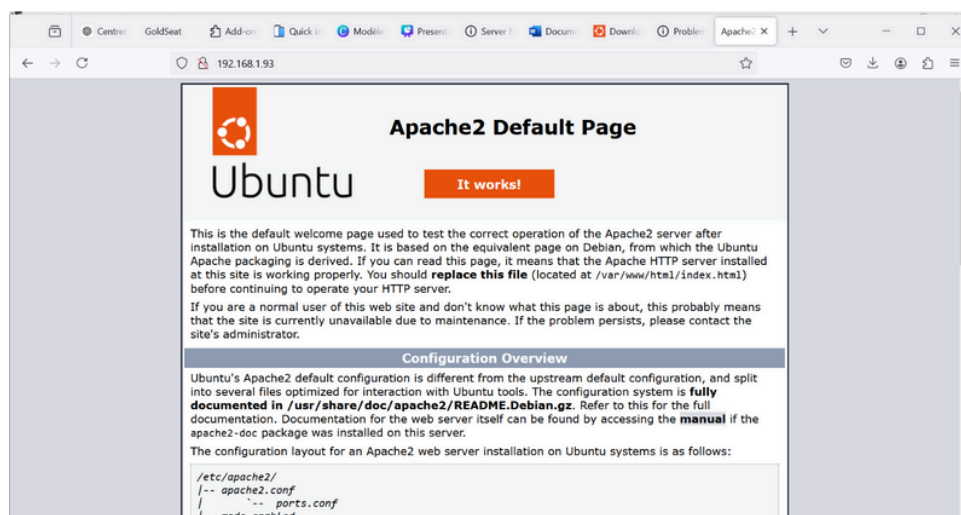 Centre
GoldSeat
Add-on
Quick i
Modèle
Present
Server
Docum
Downlo
Problem
Apache2
192.168.1.93
Ubuntu
Apache2 Default Page
It works!
This is the default welcome page used to test the correct operation of the Apache2 server after
installation on Ubuntu systems. It is based on the equivalent page on Debian, from which the Ubuntu
Apache packaging is derived. If you can read this page, it means that the Apache HTTP server installed
at this site is working properly. You should replace this file (located at /var/www/html/index.html)
before continuing to operate your HTTP server.
If you are a normal user of this web site and don't know what this page is about, this probably means
that the site is currently unavailable due to maintenance. If the problem persists, please contact the
site's administrator.
Configuration Overview
Ubuntu's Apache2 default configuration is different from the upstream default configuration, and split
into several files optimized for interaction with Ubuntu tools. The configuration system is fully
documented in /usr/share/doc/apache2/README.Debian.gz. Refer to this for the full
documentation. Documentation for the web server itself can be found by accessing the manual if the
apache2-doc package was installed on this server.
The configuration layout for an Apache2 web server installation on Ubuntu systems is as follows:
/etc/apache2/
|-- apache2.conf
|       `-- ports.conf